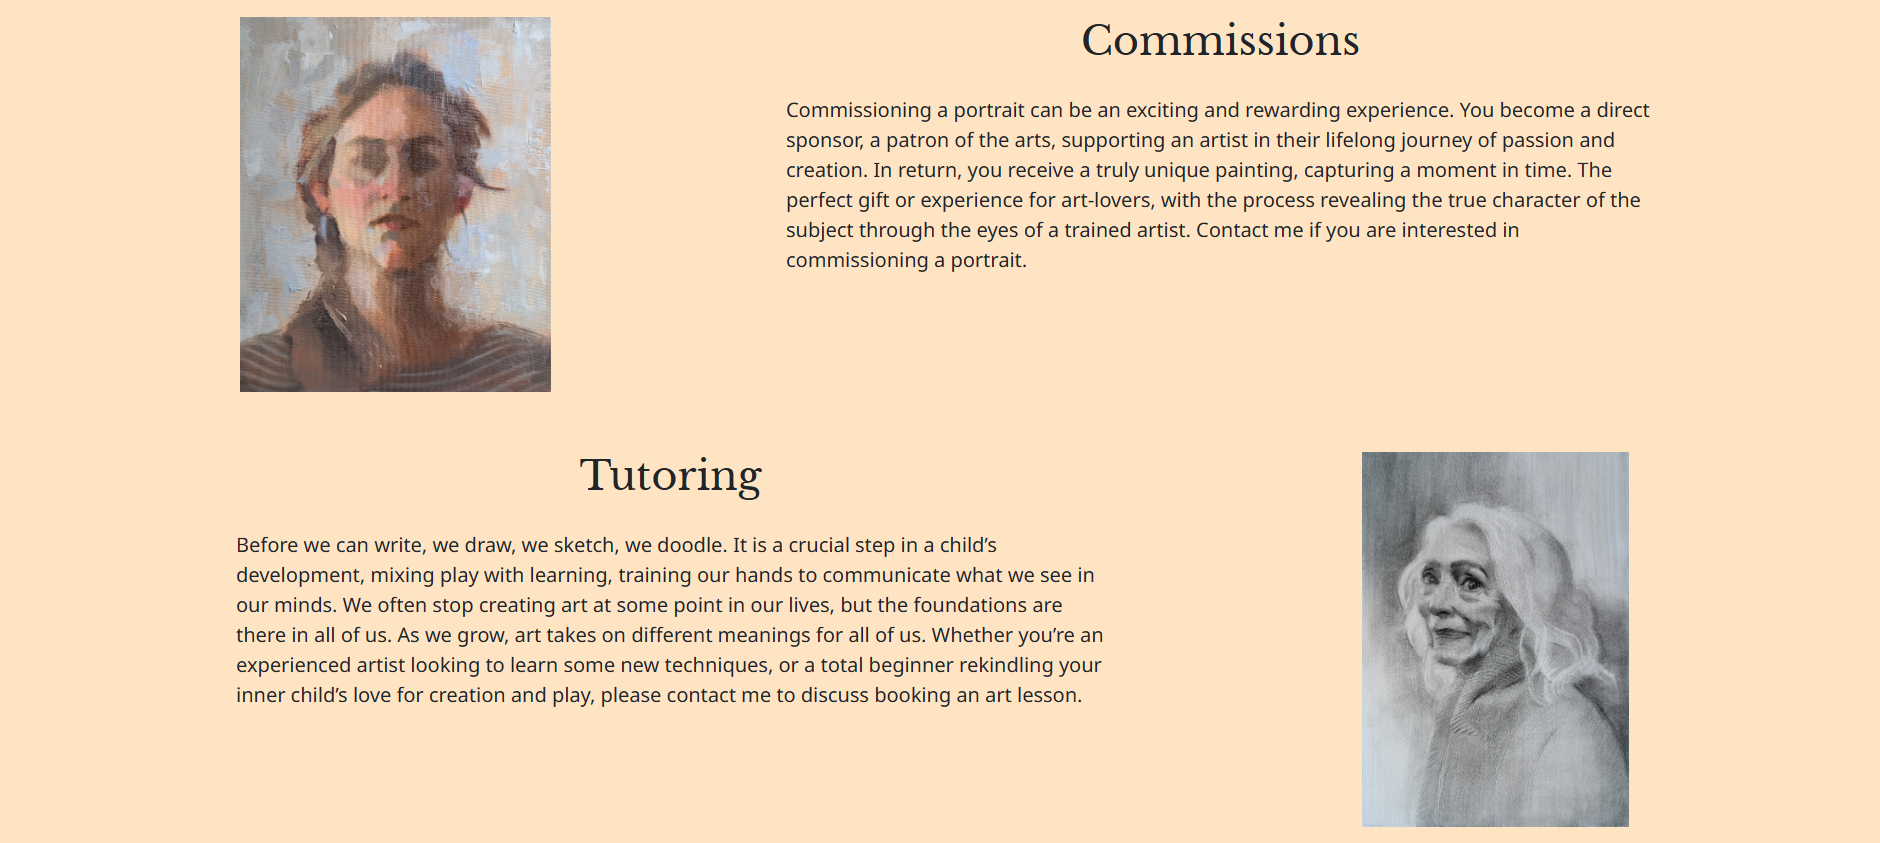 Commissions
Commissioning a portrait can be an exciting and rewarding experience. You become a direct
sponsor, a patron of the arts, supporting an artist in their lifelong journey of passion and
creation. In return, you receive a truly unique painting, capturing a moment in time. The
perfect gift or experience for art-lovers, with the process revealing the true character of the
subject through the eyes of a trained artist. Contact me if you are interested in
commissioning a portrait.
Tutoring
Before we can write, we draw, we sketch, we doodle. It is a crucial step in a child’s
development, mixing play with learning, training our hands to communicate what we see in
our minds. We often stop creating art at some point in our lives, but the foundations are
there in all of us. As we grow, art takes on different meanings for all of us. Whether you’re an
experienced artist looking to learn some new techniques, or a total beginner rekindling your
inner child’s love for creation and play, please contact me to discuss booking an art lesson.